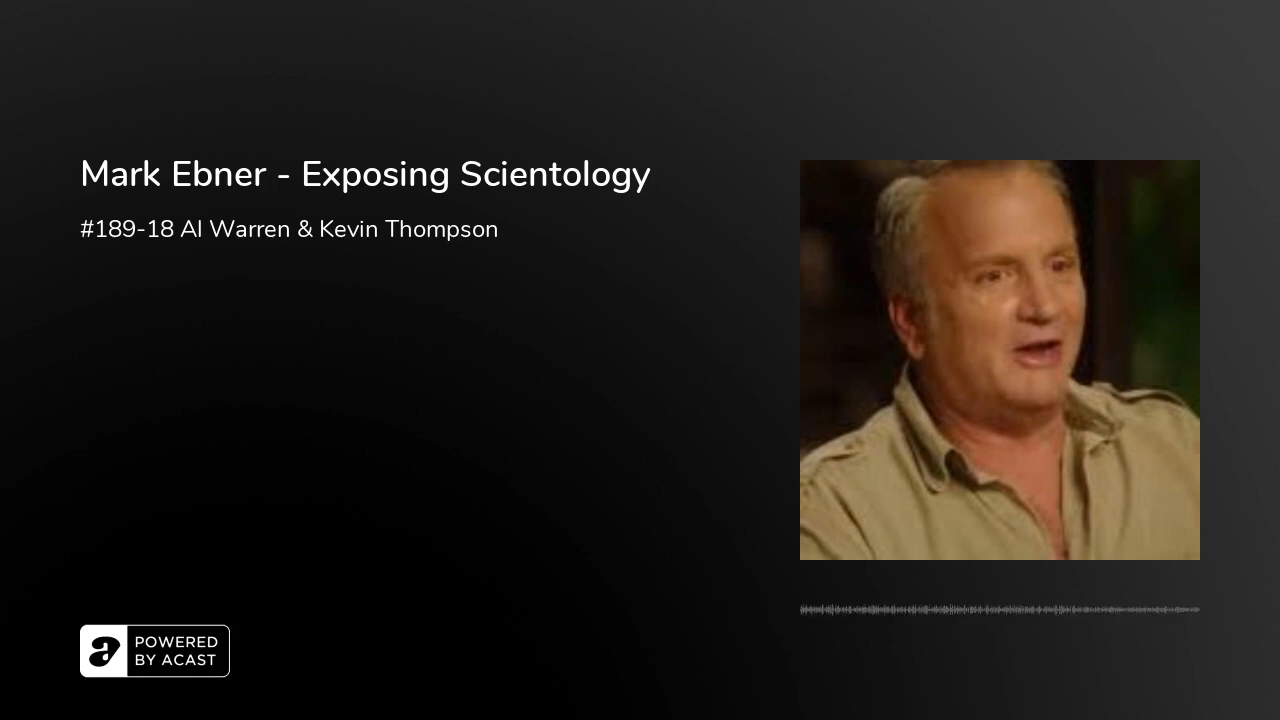 Mark Ebner - Exposing Scientology
#189-18 Al Warren & Kevin Thompson
a POWERED
BY ACAST